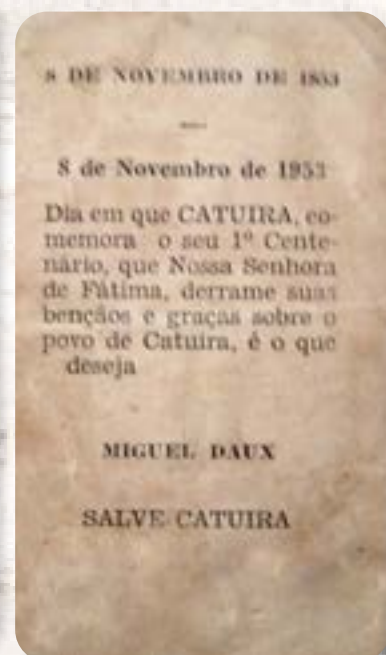 8 DE NOVEMBRO DE 1853
8 de Novembro de 1953
Dia em que CATUIRA, co-
memora o seu 1º Cente-
nário, que Nossa Senhora
de Fátima, derrame suas
bençãos e graças sobre o
povo de Catuira, é o que
deseja
MIGUEL DAUX
SALVE CATUIRA